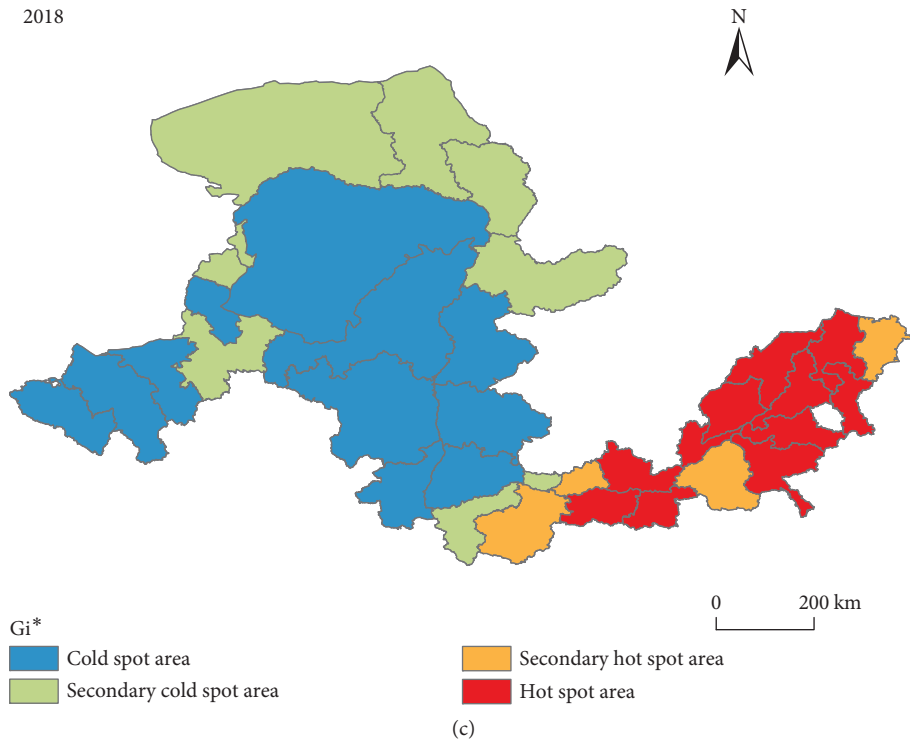 2018
N
0 200 km
Gi*
Cold spot area
Secondary cold spot area
Secondary hot spot area
Hot spot area
(c)